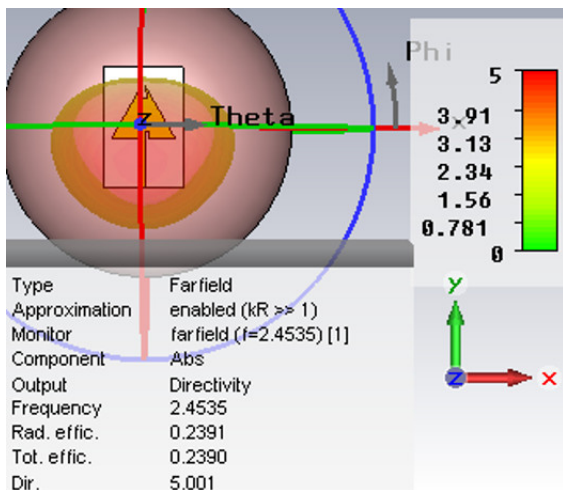 Phi
z Theta
x
5
3.91
3.13
2.34
1.56
0.781
0
Type Farfield
Approximation enabled (kR >> 1)
Monitor farfield (f=2.4535) [1]
Component Abs
Output Directivity
Frequency 2.4535
Rad. effic. 0.2391
Tot. effic. 0.2390
Dir. 5.001
y
z x